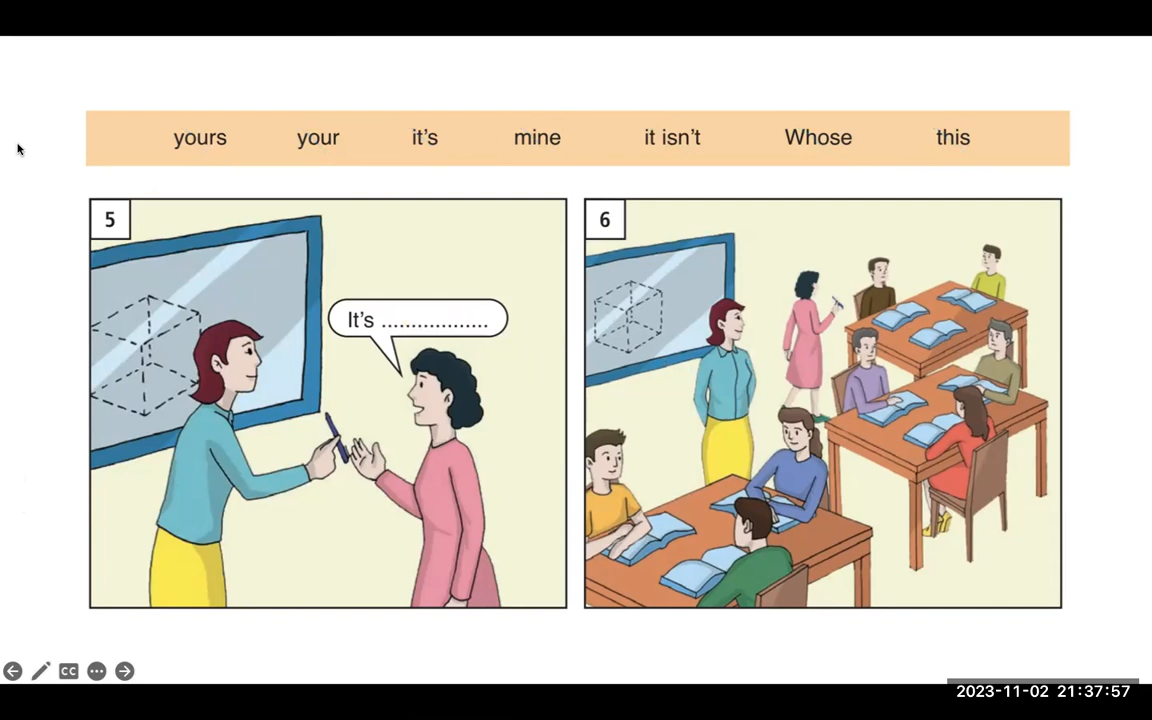 yours your it's mine it isn't Whose this
5
6
It's ..................
CC
2023-11-02 21:37:57